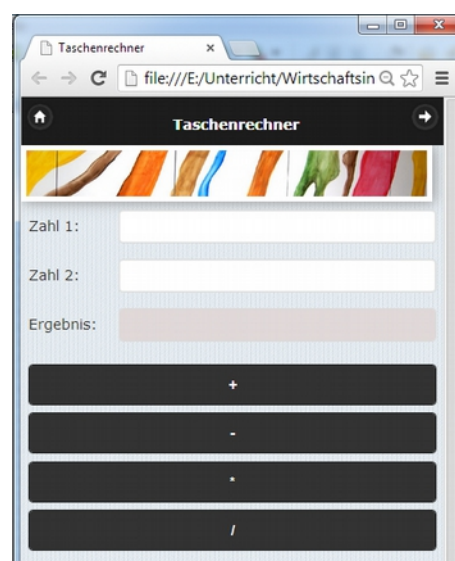 Taschenrechner
file:///E:/Unterricht/Wirtschaftsin
Taschenrechner
Zahl 1:
Zahl 2:
Ergebnis:
+
-
*
/